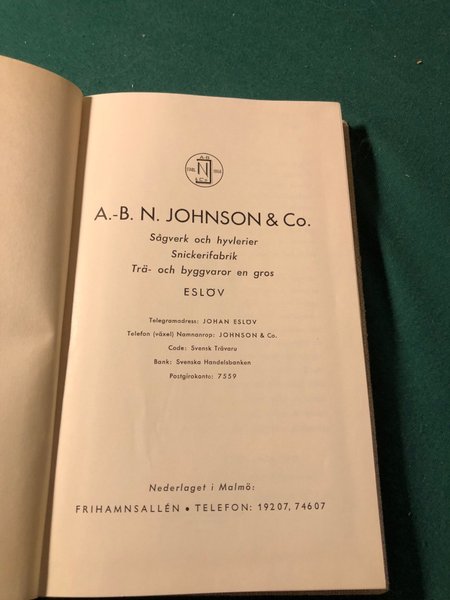 A-B
N
& Co
A.-B. N. JOHNSON & Co.
Sågverk och hyvlerier
Snickerifabrik
Trä- och byggvaror en gros
ESLÖV
Telegramadress: JOHAN ESLÖV
Telefon (växel) Namnanrop: JOHNSON & Co.
Code: Svensk Trävaru
Bank: Svenska Handelsbanken
Postgirokonto: 7559
Nederlaget i Malmö:
FRIHAMNSALLÉN • TELEFON: 19207, 74607